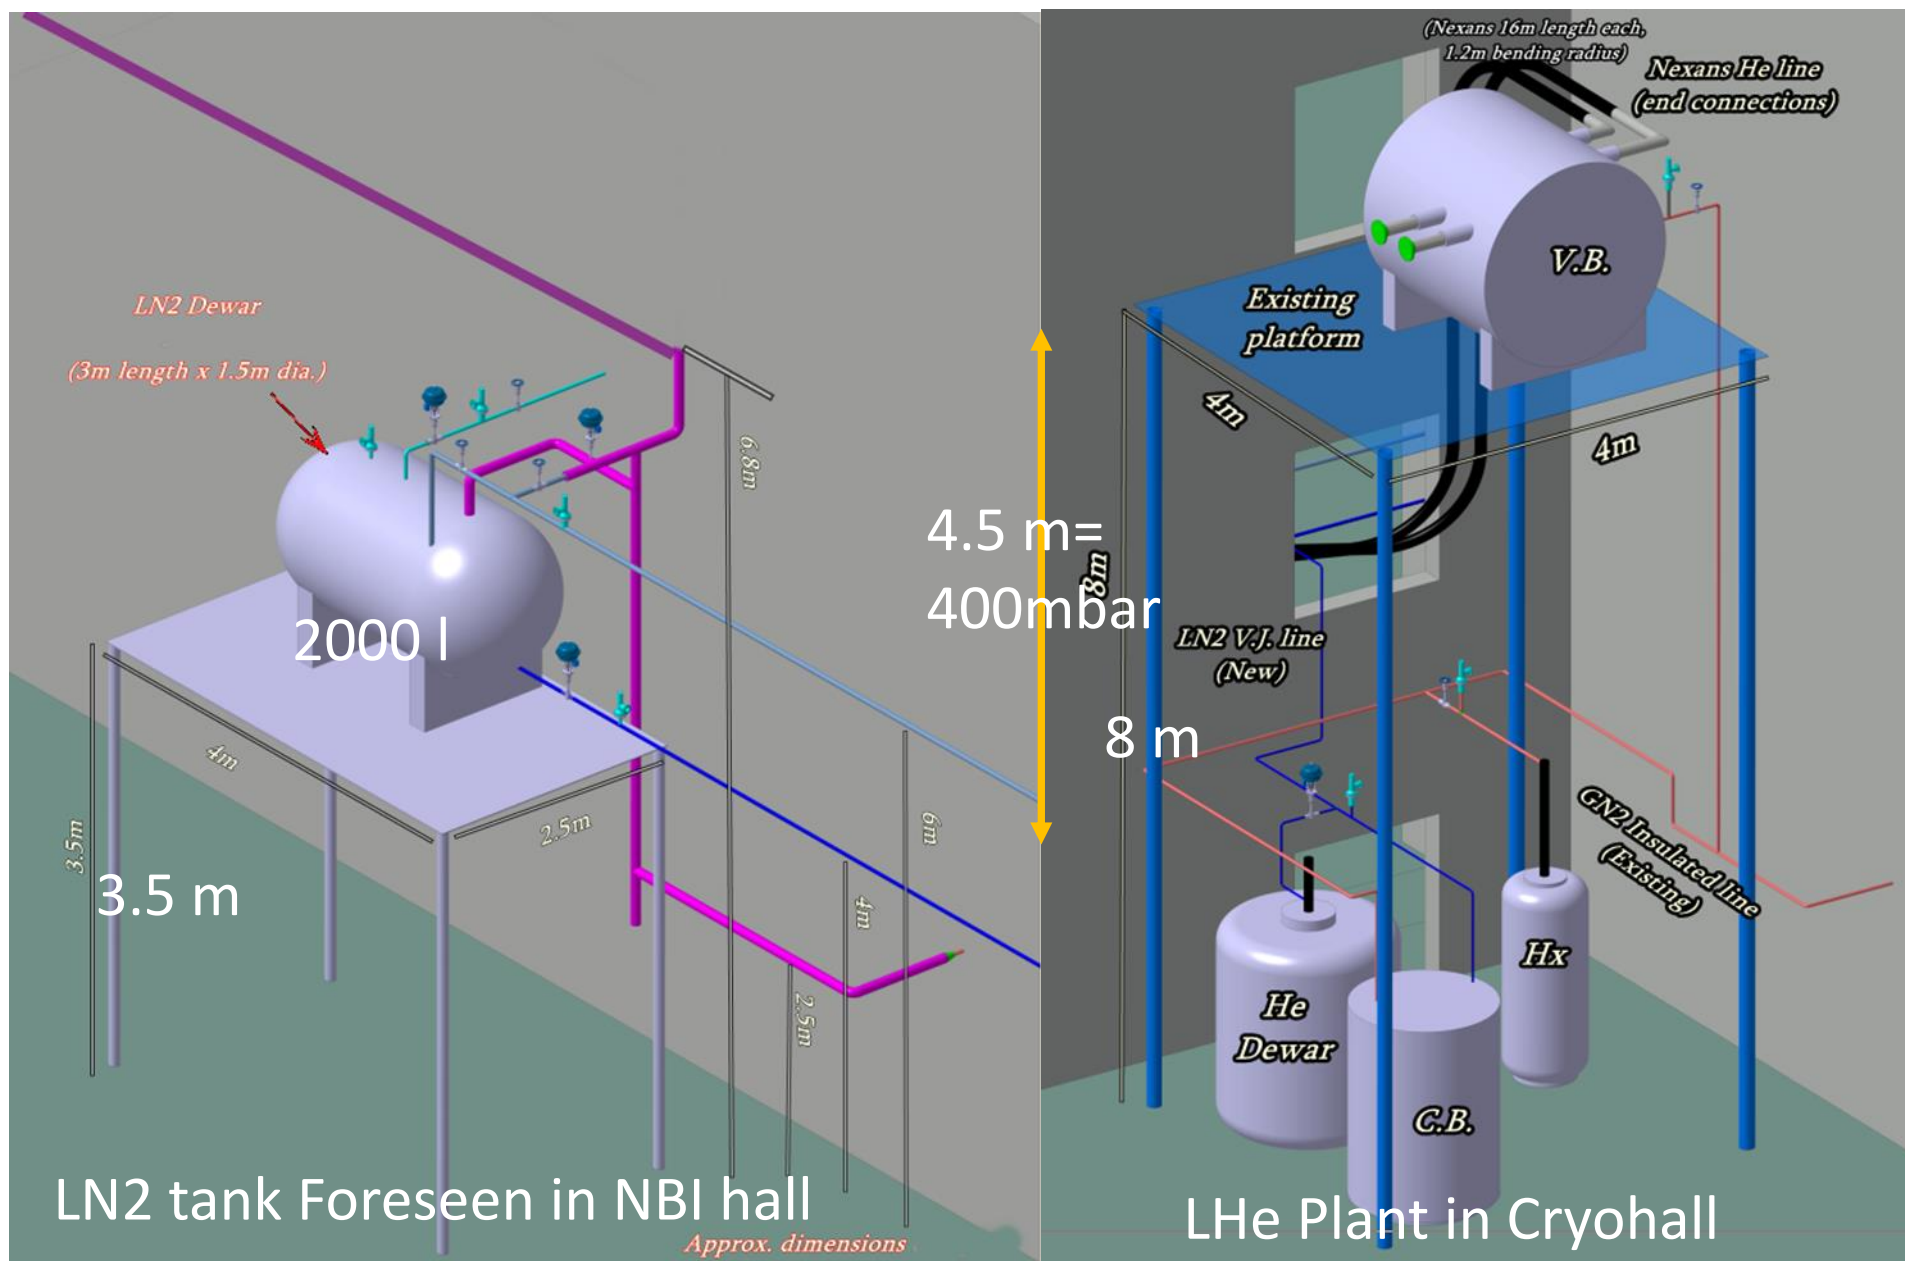 LN2 Dewar
(3m length x 1.5m dia.)
6.8m
2000 l
4m
2.5m
3.5m
3.5 m
6m
4m
2.5m
LN2 tank Foreseen in NBI hall
Approx. dimensions
4.5 m=
400mbar
(Nexans 16m length each,
1.2m bending radius)
Nexans He line
(end connections)
V.B.
Existing
platform
4m
4m
8m
LN2 V.J. line
(New)
8 m
GN2 Insulated line
(Existing)
Hx
He
Dewar
C.B.
LHe Plant in Cryohall